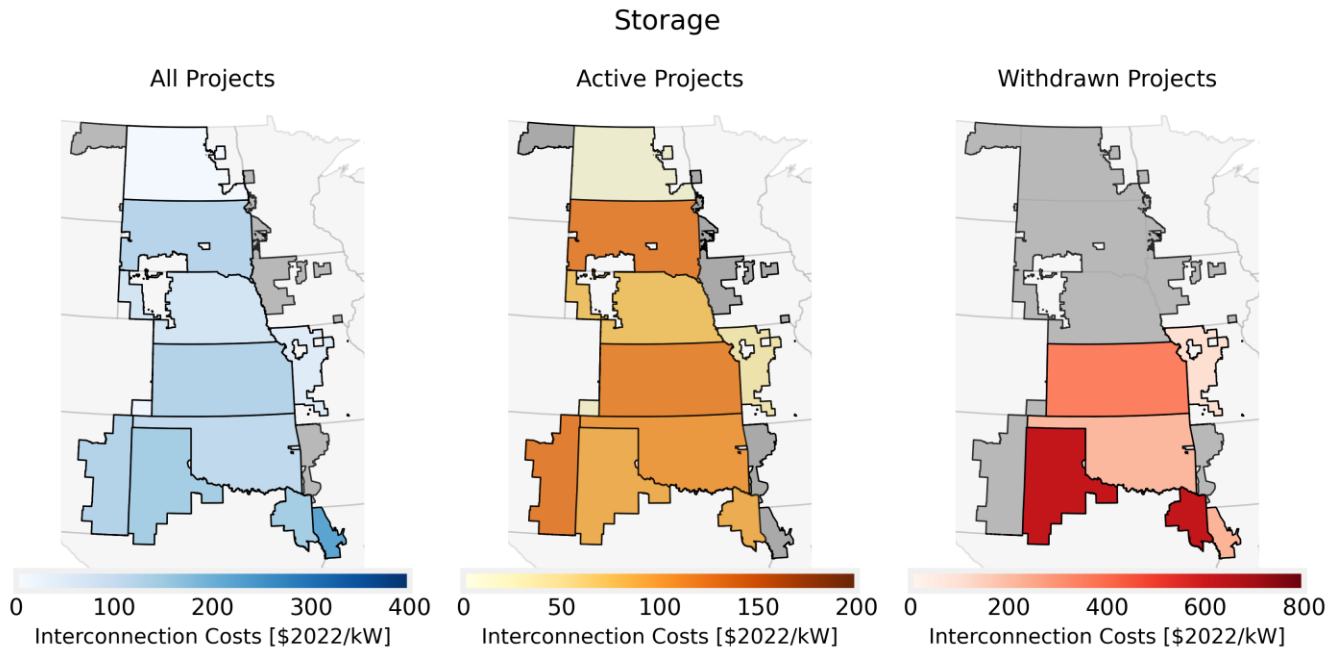 Storage
All Projects
Active Projects
Withdrawn Projects
0 100 200 300 400
Interconnection Costs [$2022/kW]
0 50 100 150 200
Interconnection Costs [$2022/kW]
0 200 400 600 800
Interconnection Costs [$2022/kW]